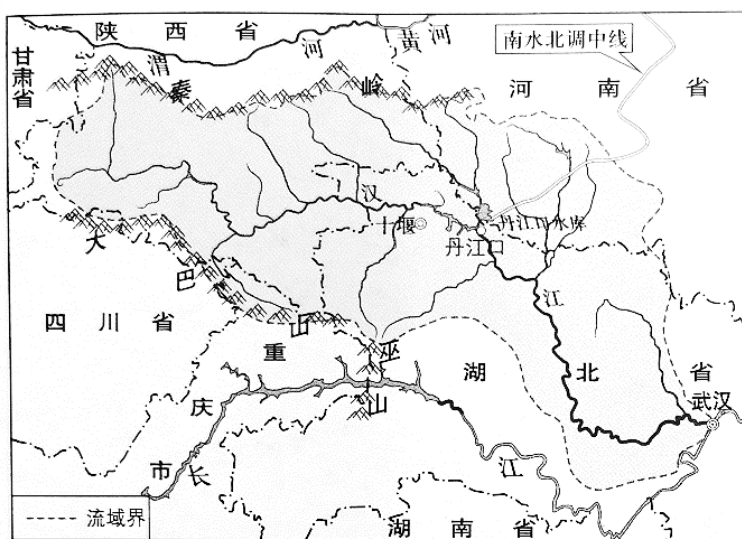 陕西省
甘肃省
渭河
黄河
南水北调中线
秦岭
河南省
汉江
十堰
丹江口水库
丹江口
大巴山
四川省
重庆市
巫山
湖北省
武汉
长江
湖南省
流域界